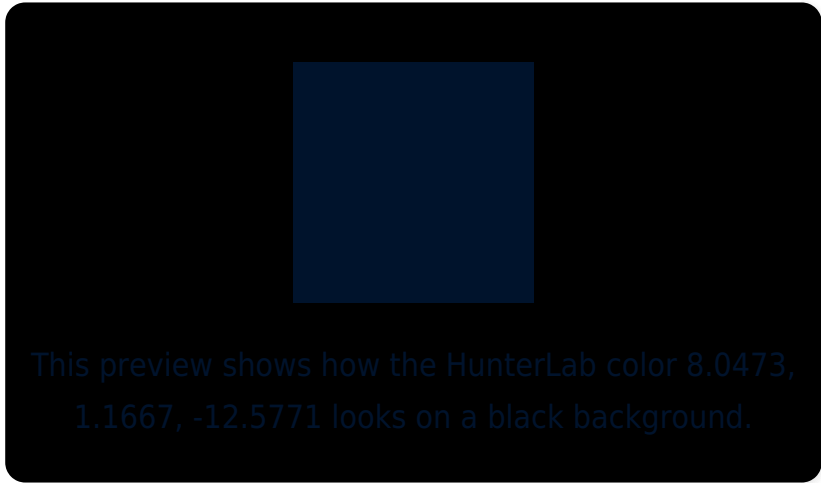 This preview shows how the HunterLab color 8.0473,
1.1667, -12.5771 looks on a black background.